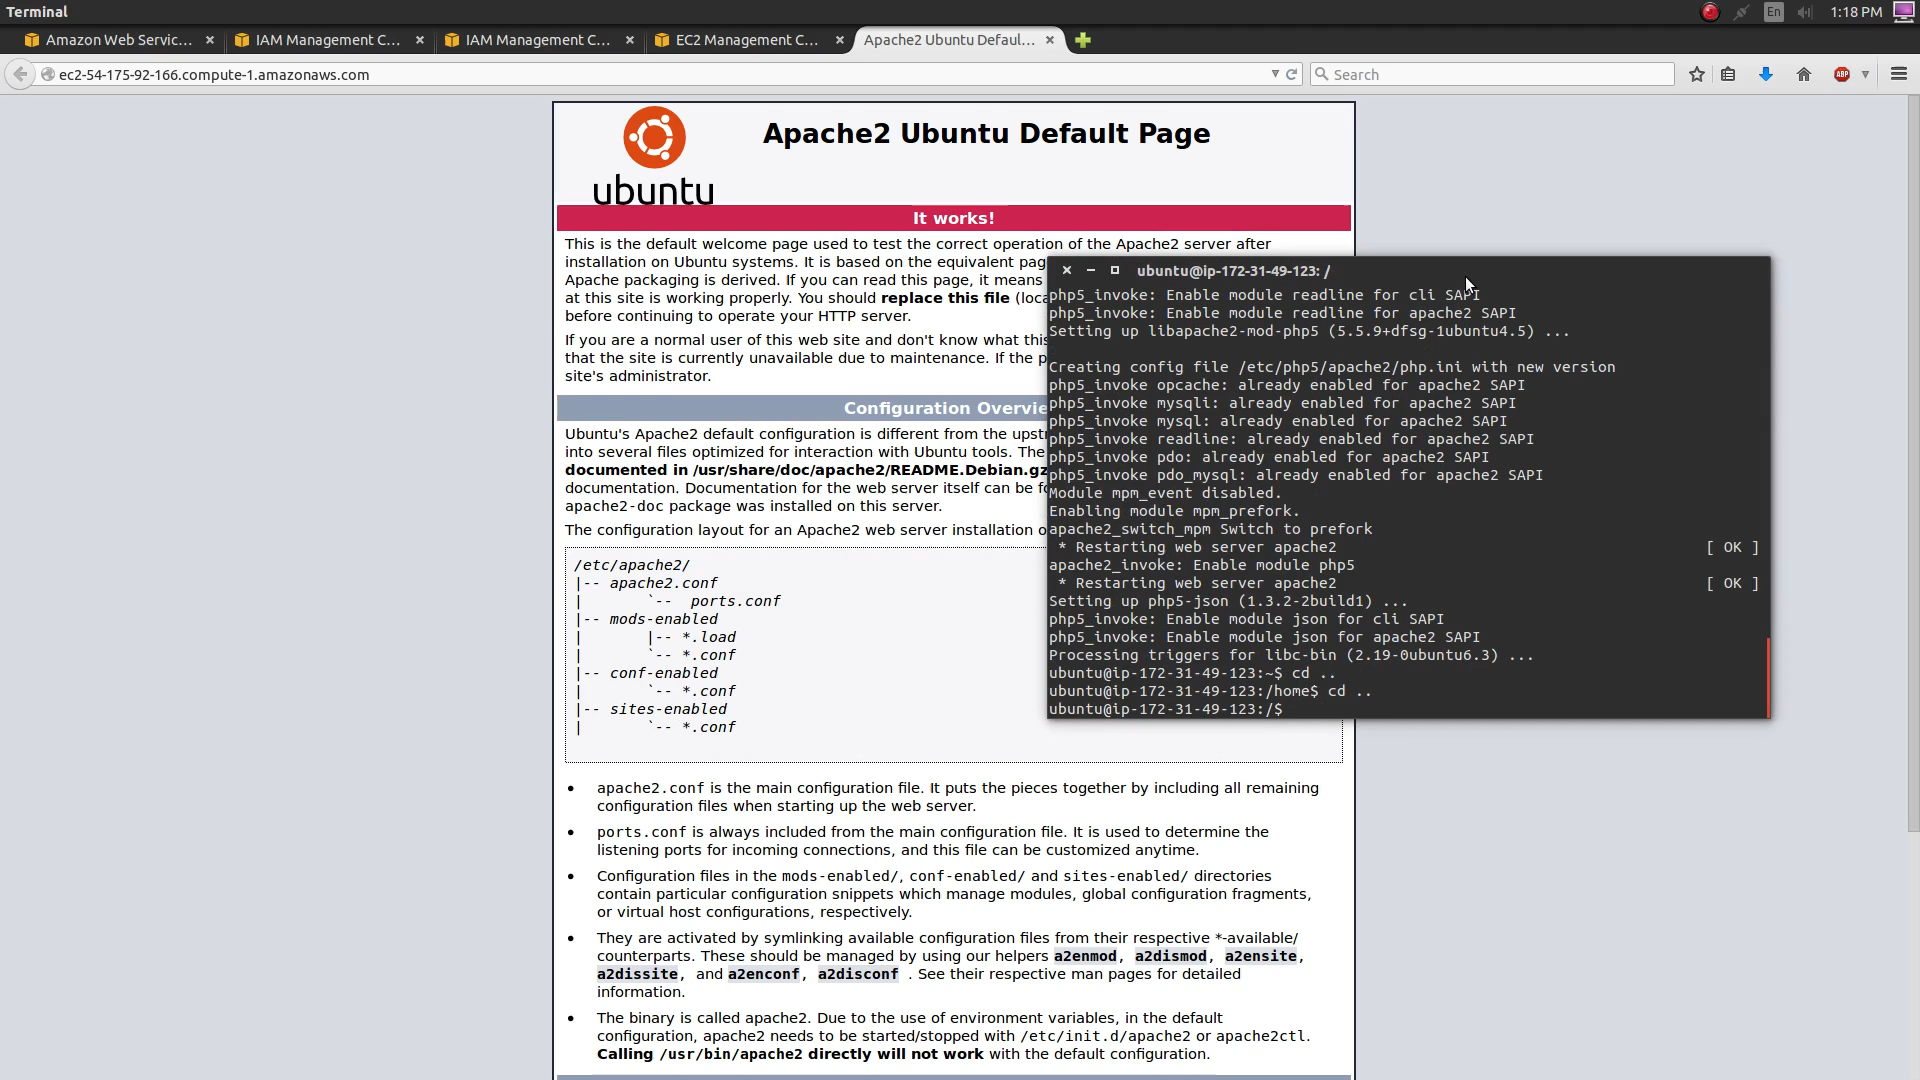 Terminal
En
1:18 PM
Amazon Web Servic...
IAM Management C...
IAM Management C...
EC2 Management C...
Apache2 Ubuntu Defaul...
ec2-54-175-92-166.compute-1.amazonaws.com
Search
ABP
ubuntu
Apache2 Ubuntu Default Page
It works!
This is the default welcome page used to test the correct operation of the Apache2 server after
installation on Ubuntu systems. It is based on the equivalent pag
Apache packaging is derived. If you can read this page, it means
at this site is working properly. You should replace this file (loca
before continuing to operate your HTTP server.
If you are a normal user of this web site and don't know what this
that the site is currently unavailable due to maintenance. If the p
site's administrator.
Configuration Overvie
Ubuntu's Apache2 default configuration is different from the upst
into several files optimized for interaction with Ubuntu tools. The
documented in /usr/share/doc/apache2/README.Debian.gz
documentation. Documentation for the web server itself can be fo
apache2-doc package was installed on this server.
The configuration layout for an Apache2 web server installation o
/etc/apache2/
|-- apache2.conf
|       `--  ports.conf
|-- mods-enabled
|       |-- *.load
|       `-- *.conf
|-- conf-enabled
|       `-- *.conf
|-- sites-enabled
|       `-- *.conf
apache2.conf is the main configuration file. It puts the pieces together by including all remaining
configuration files when starting up the web server.
ports.conf is always included from the main configuration file. It is used to determine the
listening ports for incoming connections, and this file can be customized anytime.
Configuration files in the mods-enabled/, conf-enabled/ and sites-enabled/ directories
contain particular configuration snippets which manage modules, global configuration fragments,
or virtual host configurations, respectively.
They are activated by symlinking available configuration files from their respective *-available/
counterparts. These should be managed by using our helpers a2enmod, a2dismod, a2ensite,
a2dissite, and a2enconf, a2disconf . See their respective man pages for detailed
information.
The binary is called apache2. Due to the use of environment variables, in the default
configuration, apache2 needs to be started/stopped with /etc/init.d/apache2 or apache2ctl.
Calling /usr/bin/apache2 directly will not work with the default configuration.
ubuntu@ip-172-31-49-123: /
php5_invoke: Enable module readline for cli SAPI
php5_invoke: Enable module readline for apache2 SAPI
Setting up libapache2-mod-php5 (5.5.9+dfsg-1ubuntu4.5) ...
Creating config file /etc/php5/apache2/php.ini with new version
php5_invoke opcache: already enabled for apache2 SAPI
php5_invoke mysqli: already enabled for apache2 SAPI
php5_invoke mysql: already enabled for apache2 SAPI
php5_invoke readline: already enabled for apache2 SAPI
php5_invoke pdo: already enabled for apache2 SAPI
php5_invoke pdo_mysql: already enabled for apache2 SAPI
Module mpm_event disabled.
Enabling module mpm_prefork.
apache2_switch_mpm Switch to prefork
 * Restarting web server apache2 [ OK ]
apache2_invoke: Enable module php5
 * Restarting web server apache2 [ OK ]
Setting up php5-json (1.3.2-2build1) ...
php5_invoke: Enable module json for cli SAPI
php5_invoke: Enable module json for apache2 SAPI
Processing triggers for libc-bin (2.19-0ubuntu6.3) ...
ubuntu@ip-172-31-49-123:~$ cd ..
ubuntu@ip-172-31-49-123:/home$ cd ..
ubuntu@ip-172-31-49-123:/$